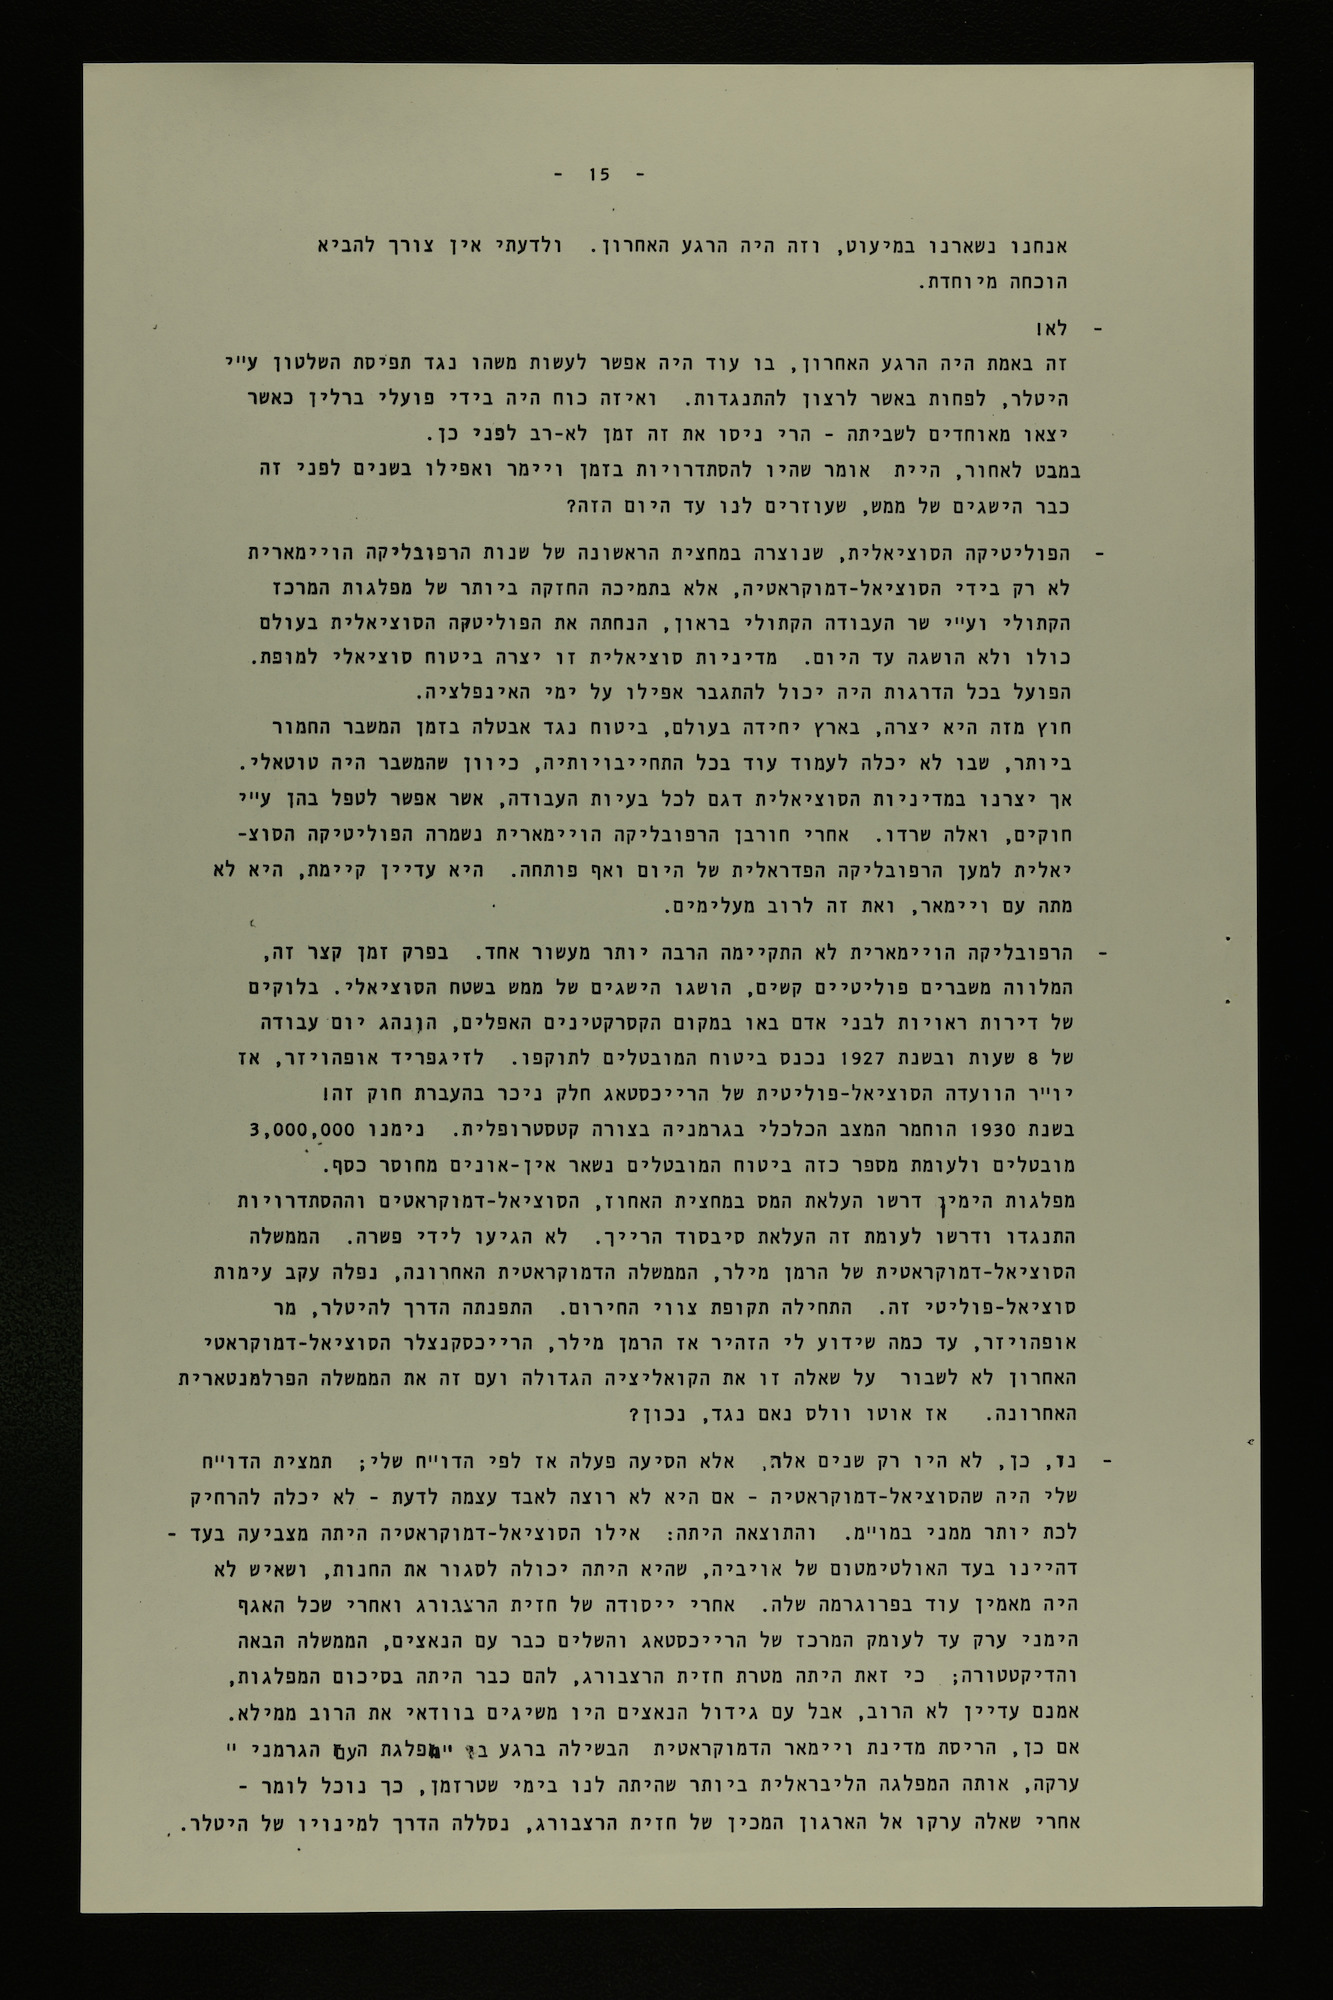 - 15 -
אנחנו נשארנו במיעוט, וזה היה הרגע האחרון. ולדעתי אין צורך להביא
הוכחה מיוחדת.
- לא!
זה באמת היה הרגע האחרון, בו עוד היה אפשר לעשות משהו נגד תפיסת השלטון ע"י
היטלר, לפחות באשר לרצון להתנגדות. ואיזה כוח היה בידי פועלי ברלין כאשר
יצאו מאוחדים לשביתה - הרי ניסו את זה זמן לא-רב לפני כן.
במבט לאחור, היית אומר שהיו להסתדרויות בזמן ויימר ואפילו בשנים לפני זה
כבר הישגים של ממש, שעוזרים לנו עד היום הזה?
- הפוליטיקה הסוציאלית, שנוצרה במחצית הראשונה של שנות הרפובליקה הויימארית
לא רק בידי הסוציאל-דמוקראטיה, אלא בתמיכה החזקה ביותר של מפלגות המרכז
הקתולי וע"י שר העבודה הקתולי בראון, הנחתה את הפוליטקה הסוציאלית בעולם
כולו ולא הושגה עד היום. מדיניות סוציאלית זו יצרה ביטוח סוציאלי למופת.
הפועל בכל הדרגות היה יכול להתגבר אפילו על ימי האינפלציה.
חוץ מזה היא יצרה, בארץ יחידה בעולם, ביטוח נגד אבטלה בזמן המשבר החמור
ביותר, שבו לא יכלה לעמוד עוד בכל התחייבויותיה, כיוון שהמשבר היה טוטאלי.
אך יצרנו במדיניות הסוציאלית דגם לכל בעיות העבודה, אשר אפשר לטפל בהן ע"י
חוקים, ואלה שרדו. אחרי חורבן הרפובליקה הויימארית נשמרה הפוליטיקה הסוצ-
יאלית למען הרפובליקה הפדראלית של היום ואף פותחה. היא עדיין קיימת, היא לא
מתה עם ויימאר, ואת זה לרוב מעלימים.
- הרפובליקה הויימארית לא התקיימה הרבה יותר מעשור אחד. בפרק זמן קצר זה,
המלווה משברים פוליטיים קשים, הושגו הישגים של ממש בשטח הסוציאלי. בלוקים
של דירות ראויות לבני אדם באו במקום הקסרקטינים האפלים, הונהג יום עבודה
של 8 שעות ובשנת 1927 נכנס ביטוח המובטלים לתוקפו. לזיגפריד אופהויזר, אז
יו"ר הוועדה הסוציאל-פוליטית של הרייכסטאג חלק ניכר בהעברת חוק זה!
בשנת 1930 הוחמר המצב הכלכלי בגרמניה בצורה קטסטרופלית. נימנו 3,000,000
מובטלים ולעומת מספר כזה ביטוח המובטלים נשאר אין-אונים מחוסר כסף.
מפלגות הימין דרשו העלאת המס במחצית האחוז, הסוציאל-דמוקראטים וההסתדרויות
התנגדו ודרשו לעומת זה העלאת סיבסוד הרייך. לא הגיעו לידי פשרה. הממשלה
הסוציאל-דמוקראטית של הרמן מילר, הממשלה הדמוקראטית האחרונה, נפלה עקב עימות
סוציאל-פוליטי זה. התחילה תקופת צווי החירום. התפנתה הדרך להיטלר, מר
אופהויזר, עד כמה שידוע לי הזהיר אז הרמן מילר, הרייכסקנצלר הסוציאל-דמוקראטי
האחרון לא לשבור על שאלה זו את הקואליציה הגדולה ועם זה את הממשלה הפרלמנטארית
האחרונה. אז אוטו וולס נאם נגד, נכון?
- נו, כן, לא היו רק שנים אלה, אלא הסיעה פעלה אז לפי הדו"ח שלי; תמצית הדו"ח
שלי היה שהסוציאל-דמוקראטיה - אם היא לא רוצה לאבד עצמה לדעת - לא יכלה להרחיק
לכת יותר ממני במו"מ. והתוצאה היתה: אילו הסוציאל-דמוקראטיה היתה מצביעה בעד -
דהיינו בעד האולטימטום של אויביה, שהיא היתה יכולה לסגור את החנות, ושאיש לא
היה מאמין עוד בפרוגרמה שלה. אחרי ייסודה של חזית הרצבורג ואחרי שכל האגף
הימני ערק עד לעומק המרכז של הרייכסטאג והשלים כבר עם הנאצים, הממשלה הבאה
והדיקטטורה; כי זאת היתה מטרת חזית הרצבורג, להם כבר היתה בסיכום המפלגות,
אמנם עדיין לא הרוב, אבל עם גידול הנאצים היו משיגים בוודאי את הרוב ממילא.
אם כן, הריסת מדינת ויימאר הדמוקראטית הבשילה ברגע בו "מפלגת העם הגרמני "
ערקה, אותה המפלגה הליבראלית ביותר שהיתה לנו בימי שטרזמן, כך נוכל לומר -
אחרי שאלה ערקו אל הארגון המכין של חזית הרצבורג, נסללה הדרך למינויו של היטלר.